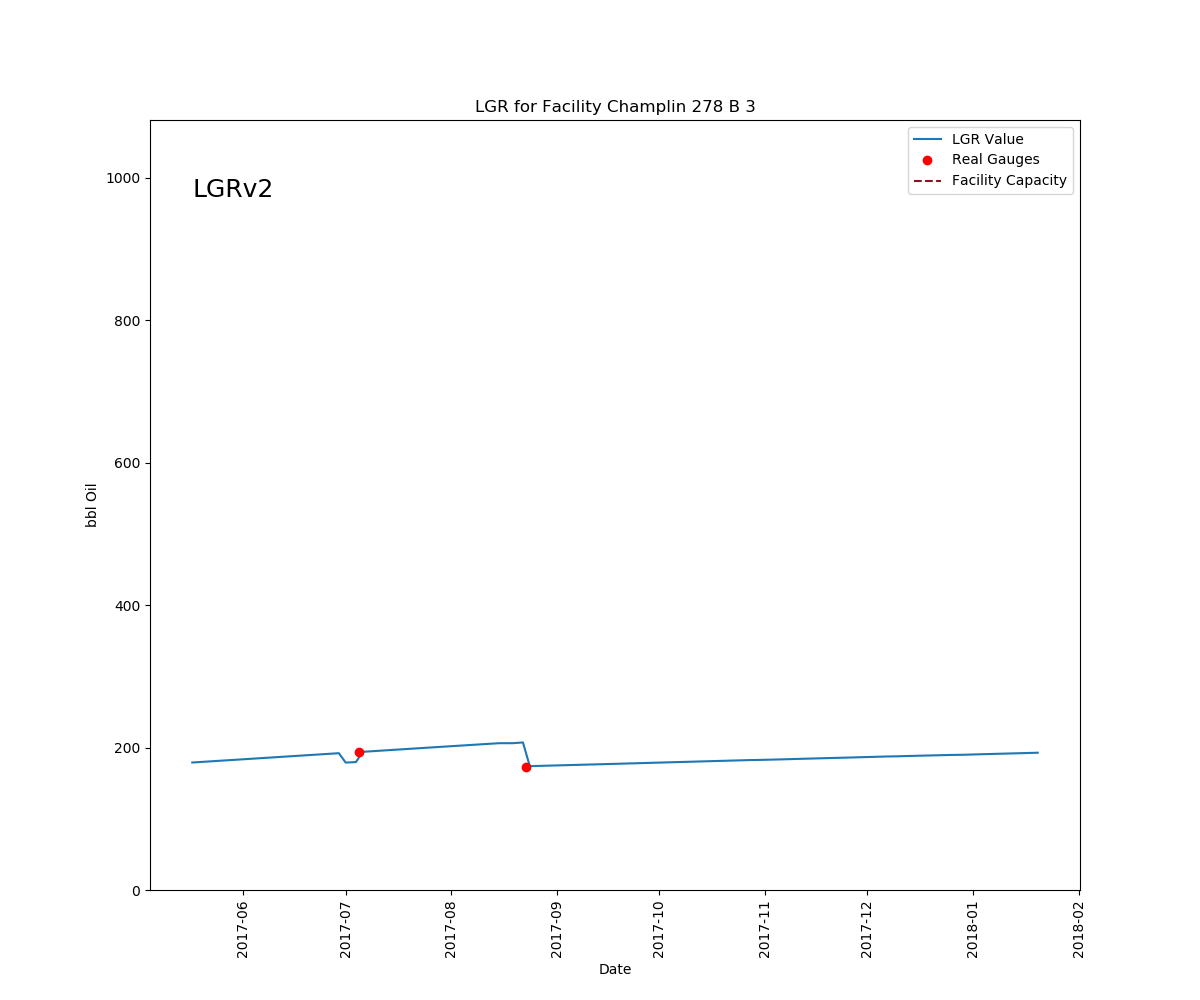 LGR for Facility Champlin 278 B 3
LGRv2
LGR Value
Real Gauges
Facility Capacity
1000
800
600
400
200
0
bbl Oil
2017-06
2017-07
2017-08
2017-09
2017-10
2017-11
2017-12
2018-01
2018-02
Date